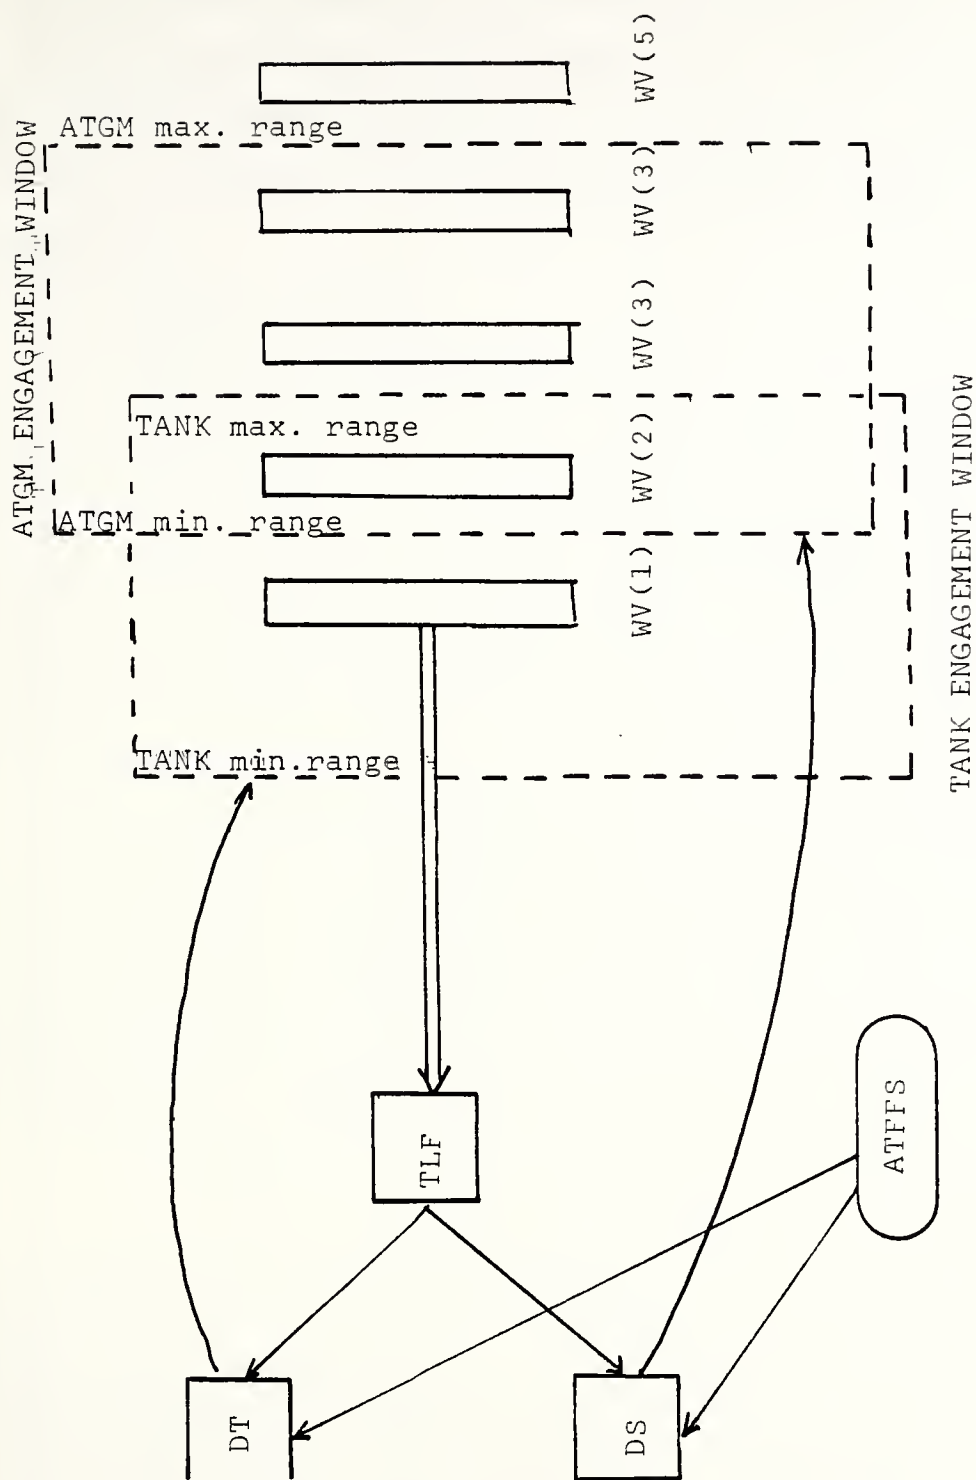 WV(5)
ATGM max. range
ATGM ENGAGEMENT WINDOW
WV(3)
WV(3)
TANK max. range
WV(2)
ATGM min. range
WV(1)
TANK min.range
TANK ENGAGEMENT WINDOW
TLF
ATFFS
DT
DS